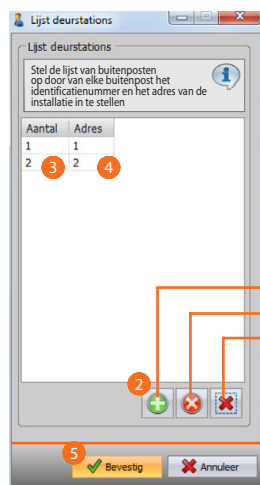 Lijst deurstations
Lijst deurstations
Stel de lijst van buitenposten
op door van elke buitenpost het
identificatienummer en het adres van de
installatie in te stellen
Aantal Adres
1 1
2 3 2 4
2
5
Bevestig Annuleer